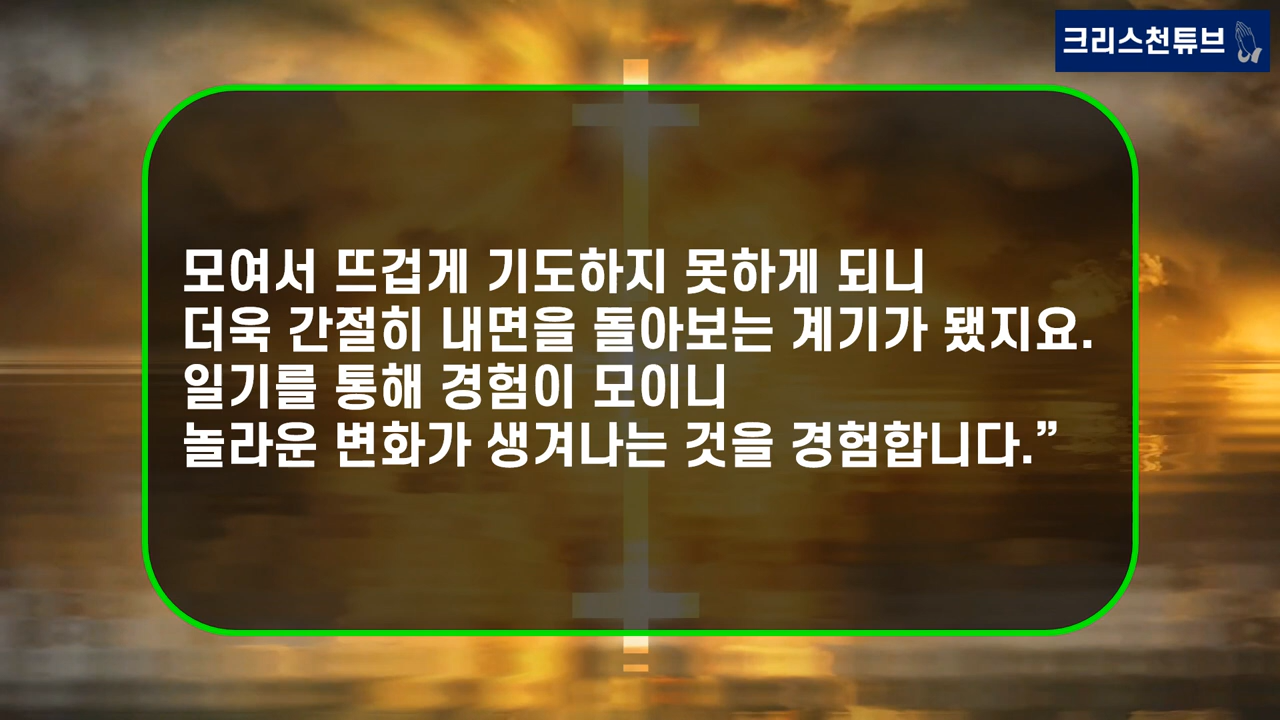 크리스천튜브
모여서 뜨겁게 기도하지 못하게 되니
더욱 간절히 내면을 돌아보는 계기가 됐지요.
일기를 통해 경험이 모이니
놀라운 변화가 생겨나는 것을 경험합니다.”